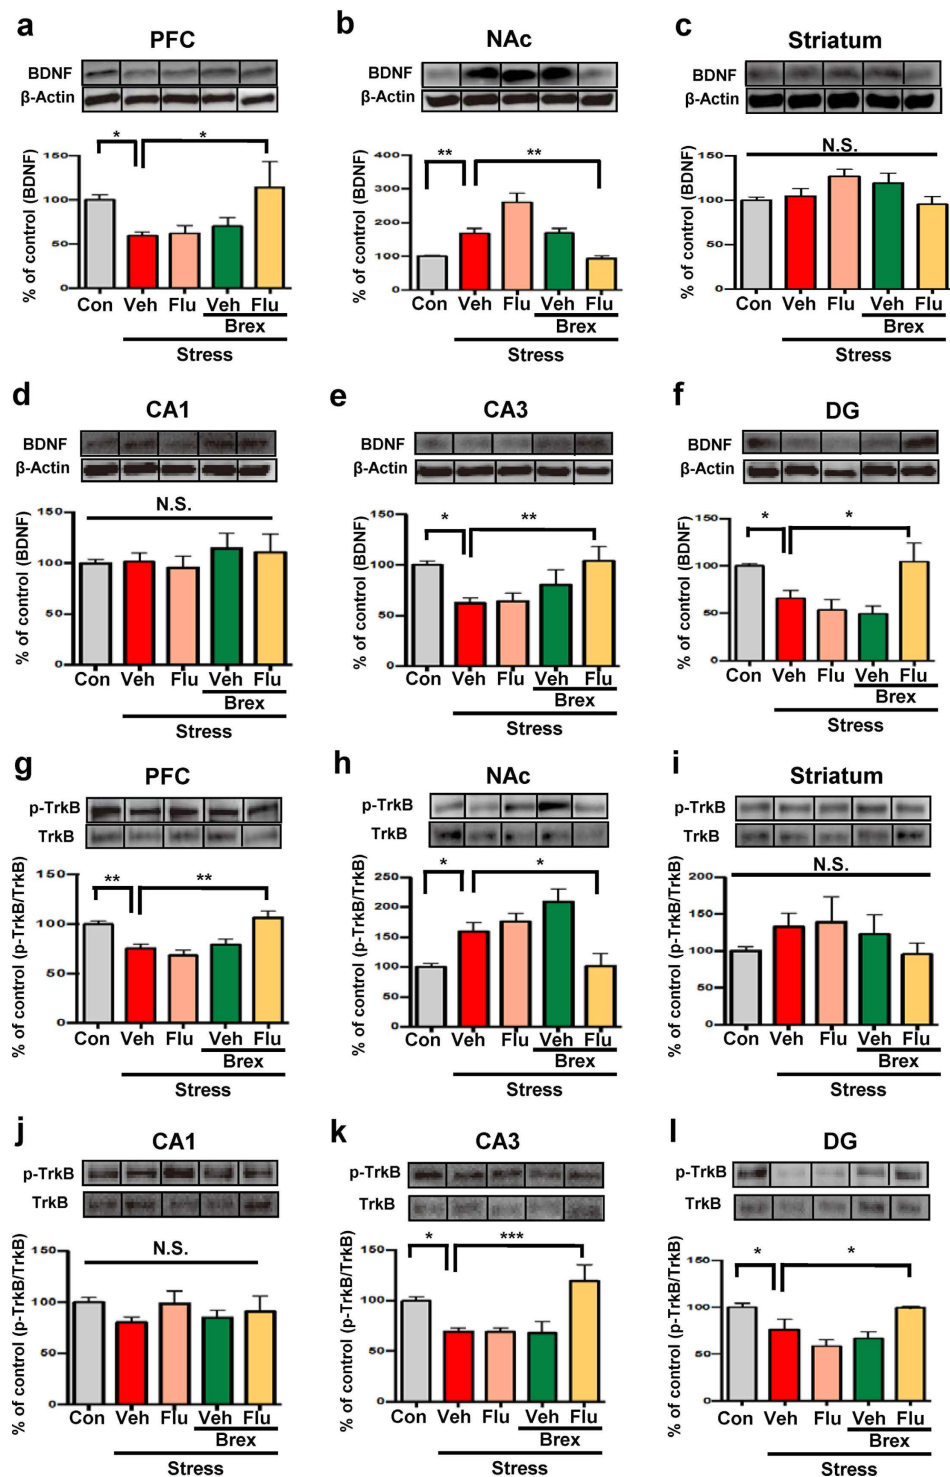 a
PFC
BDNF
β-Actin
* *
% of control (BDNF)
150
100
50
0
Con Veh Flu Veh Flu
Brex
Stress
b
NAc
BDNF
β-Actin
** **
% of control (BDNF)
400
300
200
100
0
Con Veh Flu Veh Flu
Brex
Stress
c
Striatum
BDNF
β-Actin
N.S.
% of control (BDNF)
150
100
50
0
Con Veh Flu Veh Flu
Brex
Stress
d
CA1
BDNF
β-Actin
N.S.
% of control (BDNF)
150
100
50
0
Con Veh Flu Veh Flu
Brex
Stress
e
CA3
BDNF
β-Actin
* **
% of control (BDNF)
150
100
50
0
Con Veh Flu Veh Flu
Brex
Stress
f
DG
BDNF
β-Actin
* *
% of control (BDNF)
150
100
50
0
Con Veh Flu Veh Flu
Brex
Stress
g
PFC
p-TrkB
TrkB
** **
% of control (p-TrkB/TrkB)
150
100
50
0
Con Veh Flu Veh Flu
Brex
Stress
h
NAc
p-TrkB
TrkB
* *
% of control (p-TrkB/TrkB)
250
200
150
100
50
0
Con Veh Flu Veh Flu
Brex
Stress
i
Striatum
p-TrkB
TrkB
N.S.
% of control (p-TrkB/TrkB)
200
150
100
50
0
Con Veh Flu Veh Flu
Brex
Stress
j
CA1
p-TrkB
TrkB
N.S.
% of control (p-TrkB/TrkB)
150
100
50
0
Con Veh Flu Veh Flu
Brex
Stress
k
CA3
p-TrkB
TrkB
* ***
% of control (p-TrkB/TrkB)
150
100
50
0
Con Veh Flu Veh Flu
Brex
Stress
l
DG
p-TrkB
TrkB
* *
% of control (p-TrkB/TrkB)
150
100
50
0
Con Veh Flu Veh Flu
Brex
Stress